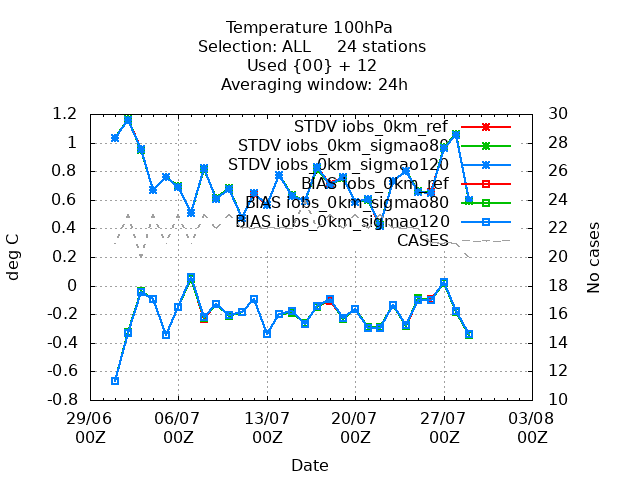 Temperature 100hPa
Selection: ALL 24 stations
Used {00} + 12
Averaging window: 24h
1.2
1
0.8
0.6
0.4
0.2
0
-0.2
-0.4
-0.6
-0.8
deg C
30
28
26
24
22
20
18
16
14
12
10
No cases
STDV iobs_0km_ref
STDV iobs_0km_sigmao80
STDV iobs_0km_sigmao120
BIAS iobs_0km_ref
BIAS iobs_0km_sigmao80
BIAS iobs_0km_sigmao120
CASES
29/06 06/07 13/07 20/07 27/07 03/08
00Z 00Z 00Z 00Z 00Z 00Z
Date